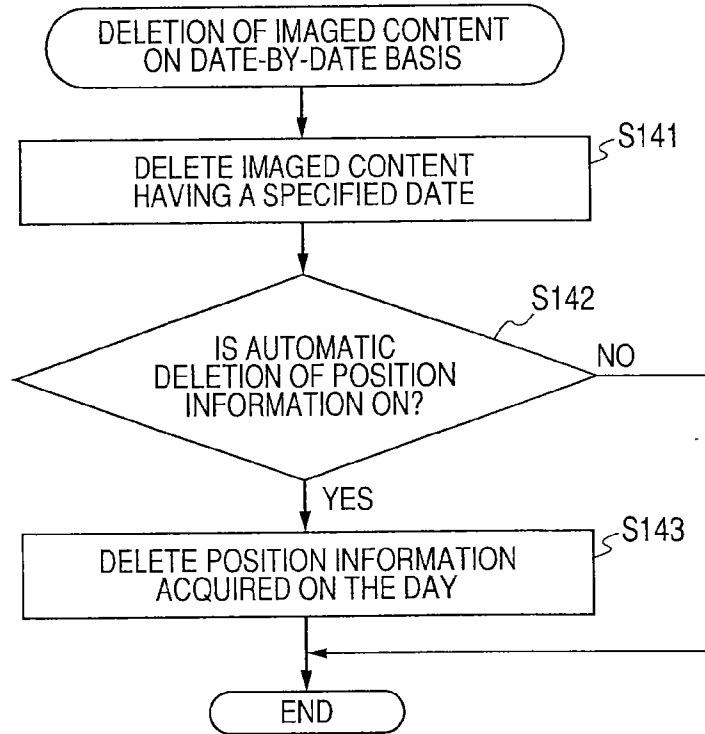 DELETION OF IMAGED CONTENT
ON DATE-BY-DATE BASIS
S141
DELETE IMAGED CONTENT
HAVING A SPECIFIED DATE
S142
IS AUTOMATIC
DELETION OF POSITION
INFORMATION ON?
NO
YES
S143
DELETE POSITION INFORMATION
ACQUIRED ON THE DAY
END